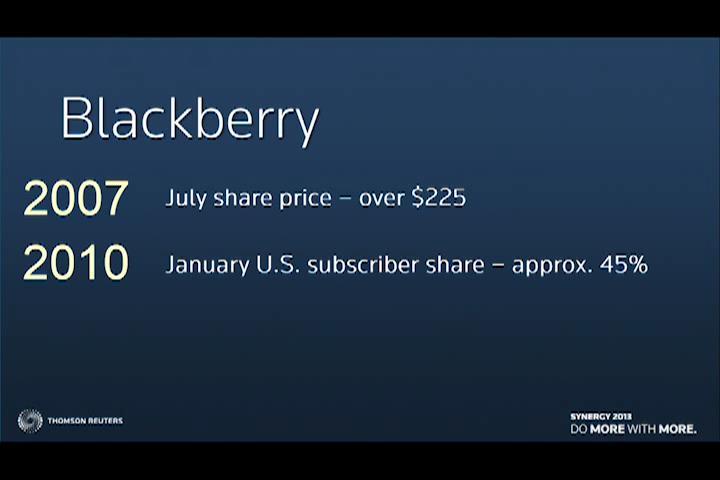 Blackberry
2007 July share price – over $225
2010 January U.S. subscriber share – approx. 45%
THOMSON REUTERS
SYNERGY 2013
DO MORE WITH MORE.